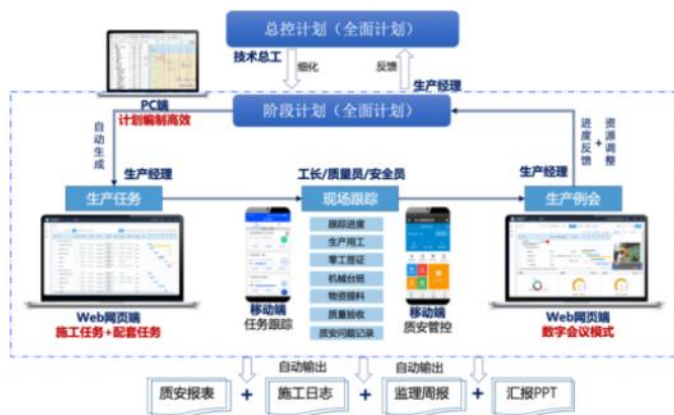 总控计划（全面计划）
技术总工
细化
反馈
生产经理
PC端
计划编制高效
阶段计划（全面计划）
自动生成
生产经理
工长/质量员/安全员
生产经理
进度反馈
+
资源调整
生产任务
现场跟踪
生产例会
跟踪进度
生产用工
零工签证
机械台班
物资提料
质量验收
质安问题记录
移动端
任务跟踪
移动端
质安管控
Web网页端
施工任务+配套任务
Web网页端
数字会议模式
自动输出
自动输出
质安报表
+
施工日志
+
监理周报
+
汇报PPT